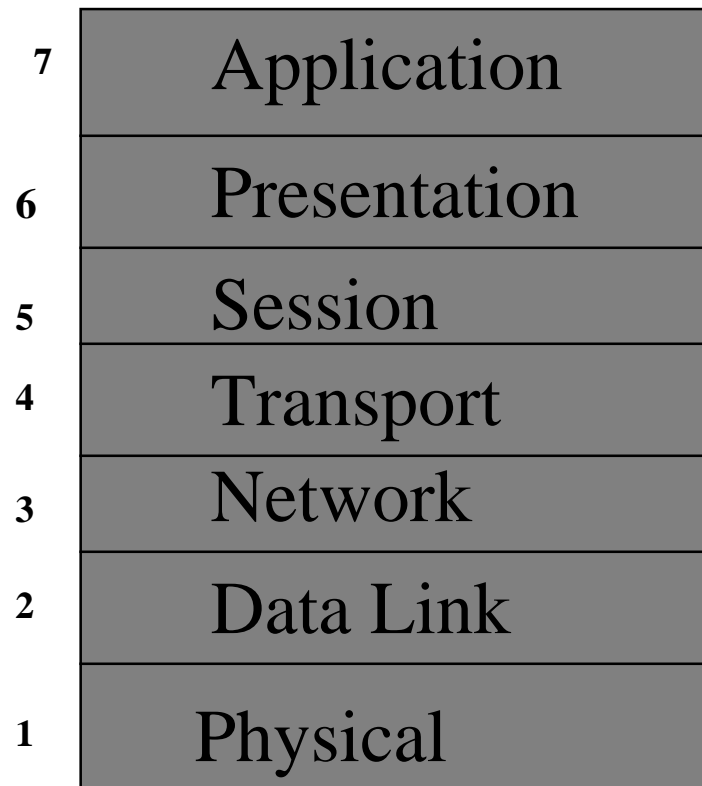 7 Application
6 Presentation
5 Session
4 Transport
3 Network
2 Data Link
1 Physical